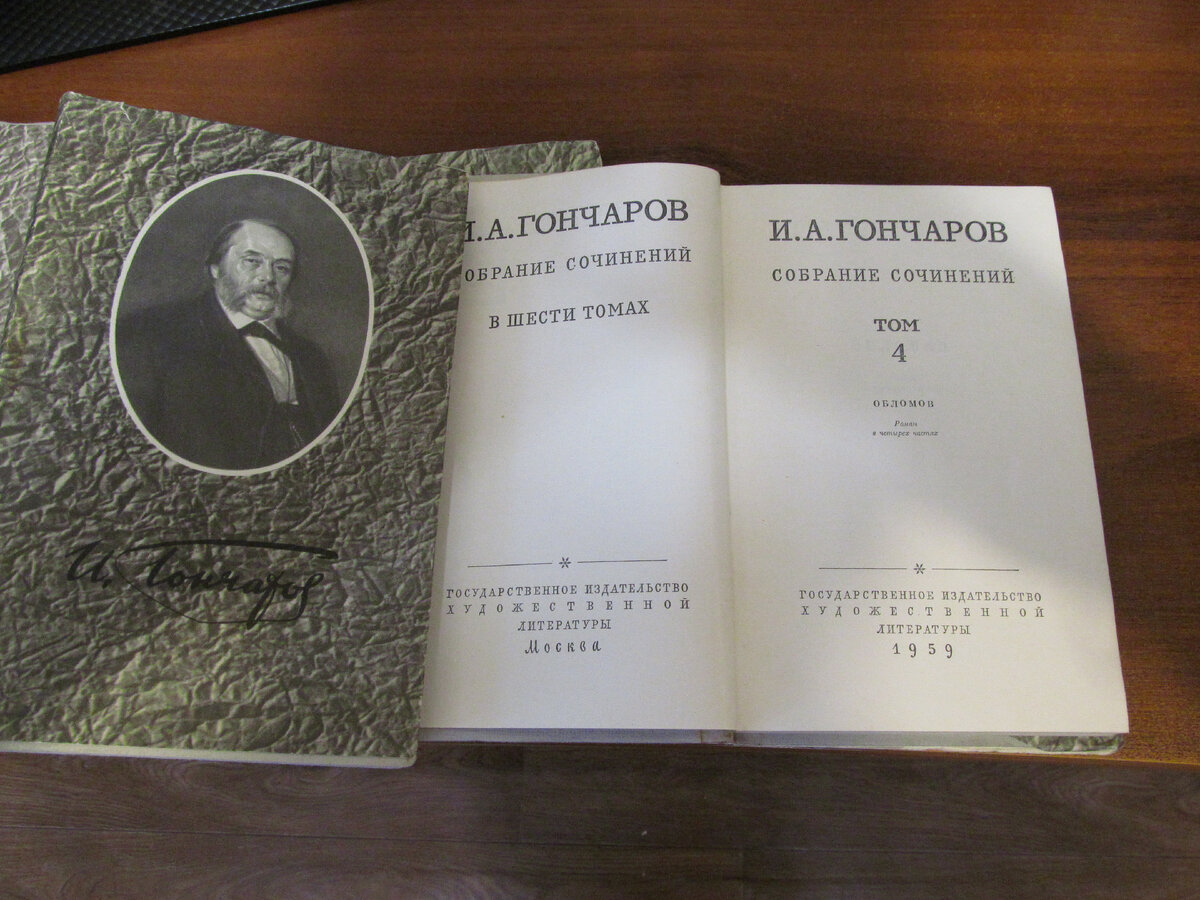 И. Гончаров
И.А.ГОНЧАРОВ
ОБРАНИЕ СОЧИНЕНИЙ
В ШЕСТИ ТОМАХ
ГОСУДАРСТВЕННОЕ ИЗДАТЕЛЬСТВО
ХУДОЖЕСТВЕННОЙ
ЛИТЕРАТУРЫ
Москва
И.А.ГОНЧАРОВ
СОБРАНИЕ СОЧИНЕНИЙ
ТОМ
4
ОБЛОМОВ
Роман
в четырех частях
ГОСУДАРСТВЕННОЕ ИЗДАТЕЛЬСТВО
ХУДОЖЕСТВЕННОЙ
ЛИТЕРАТУРЫ
1959